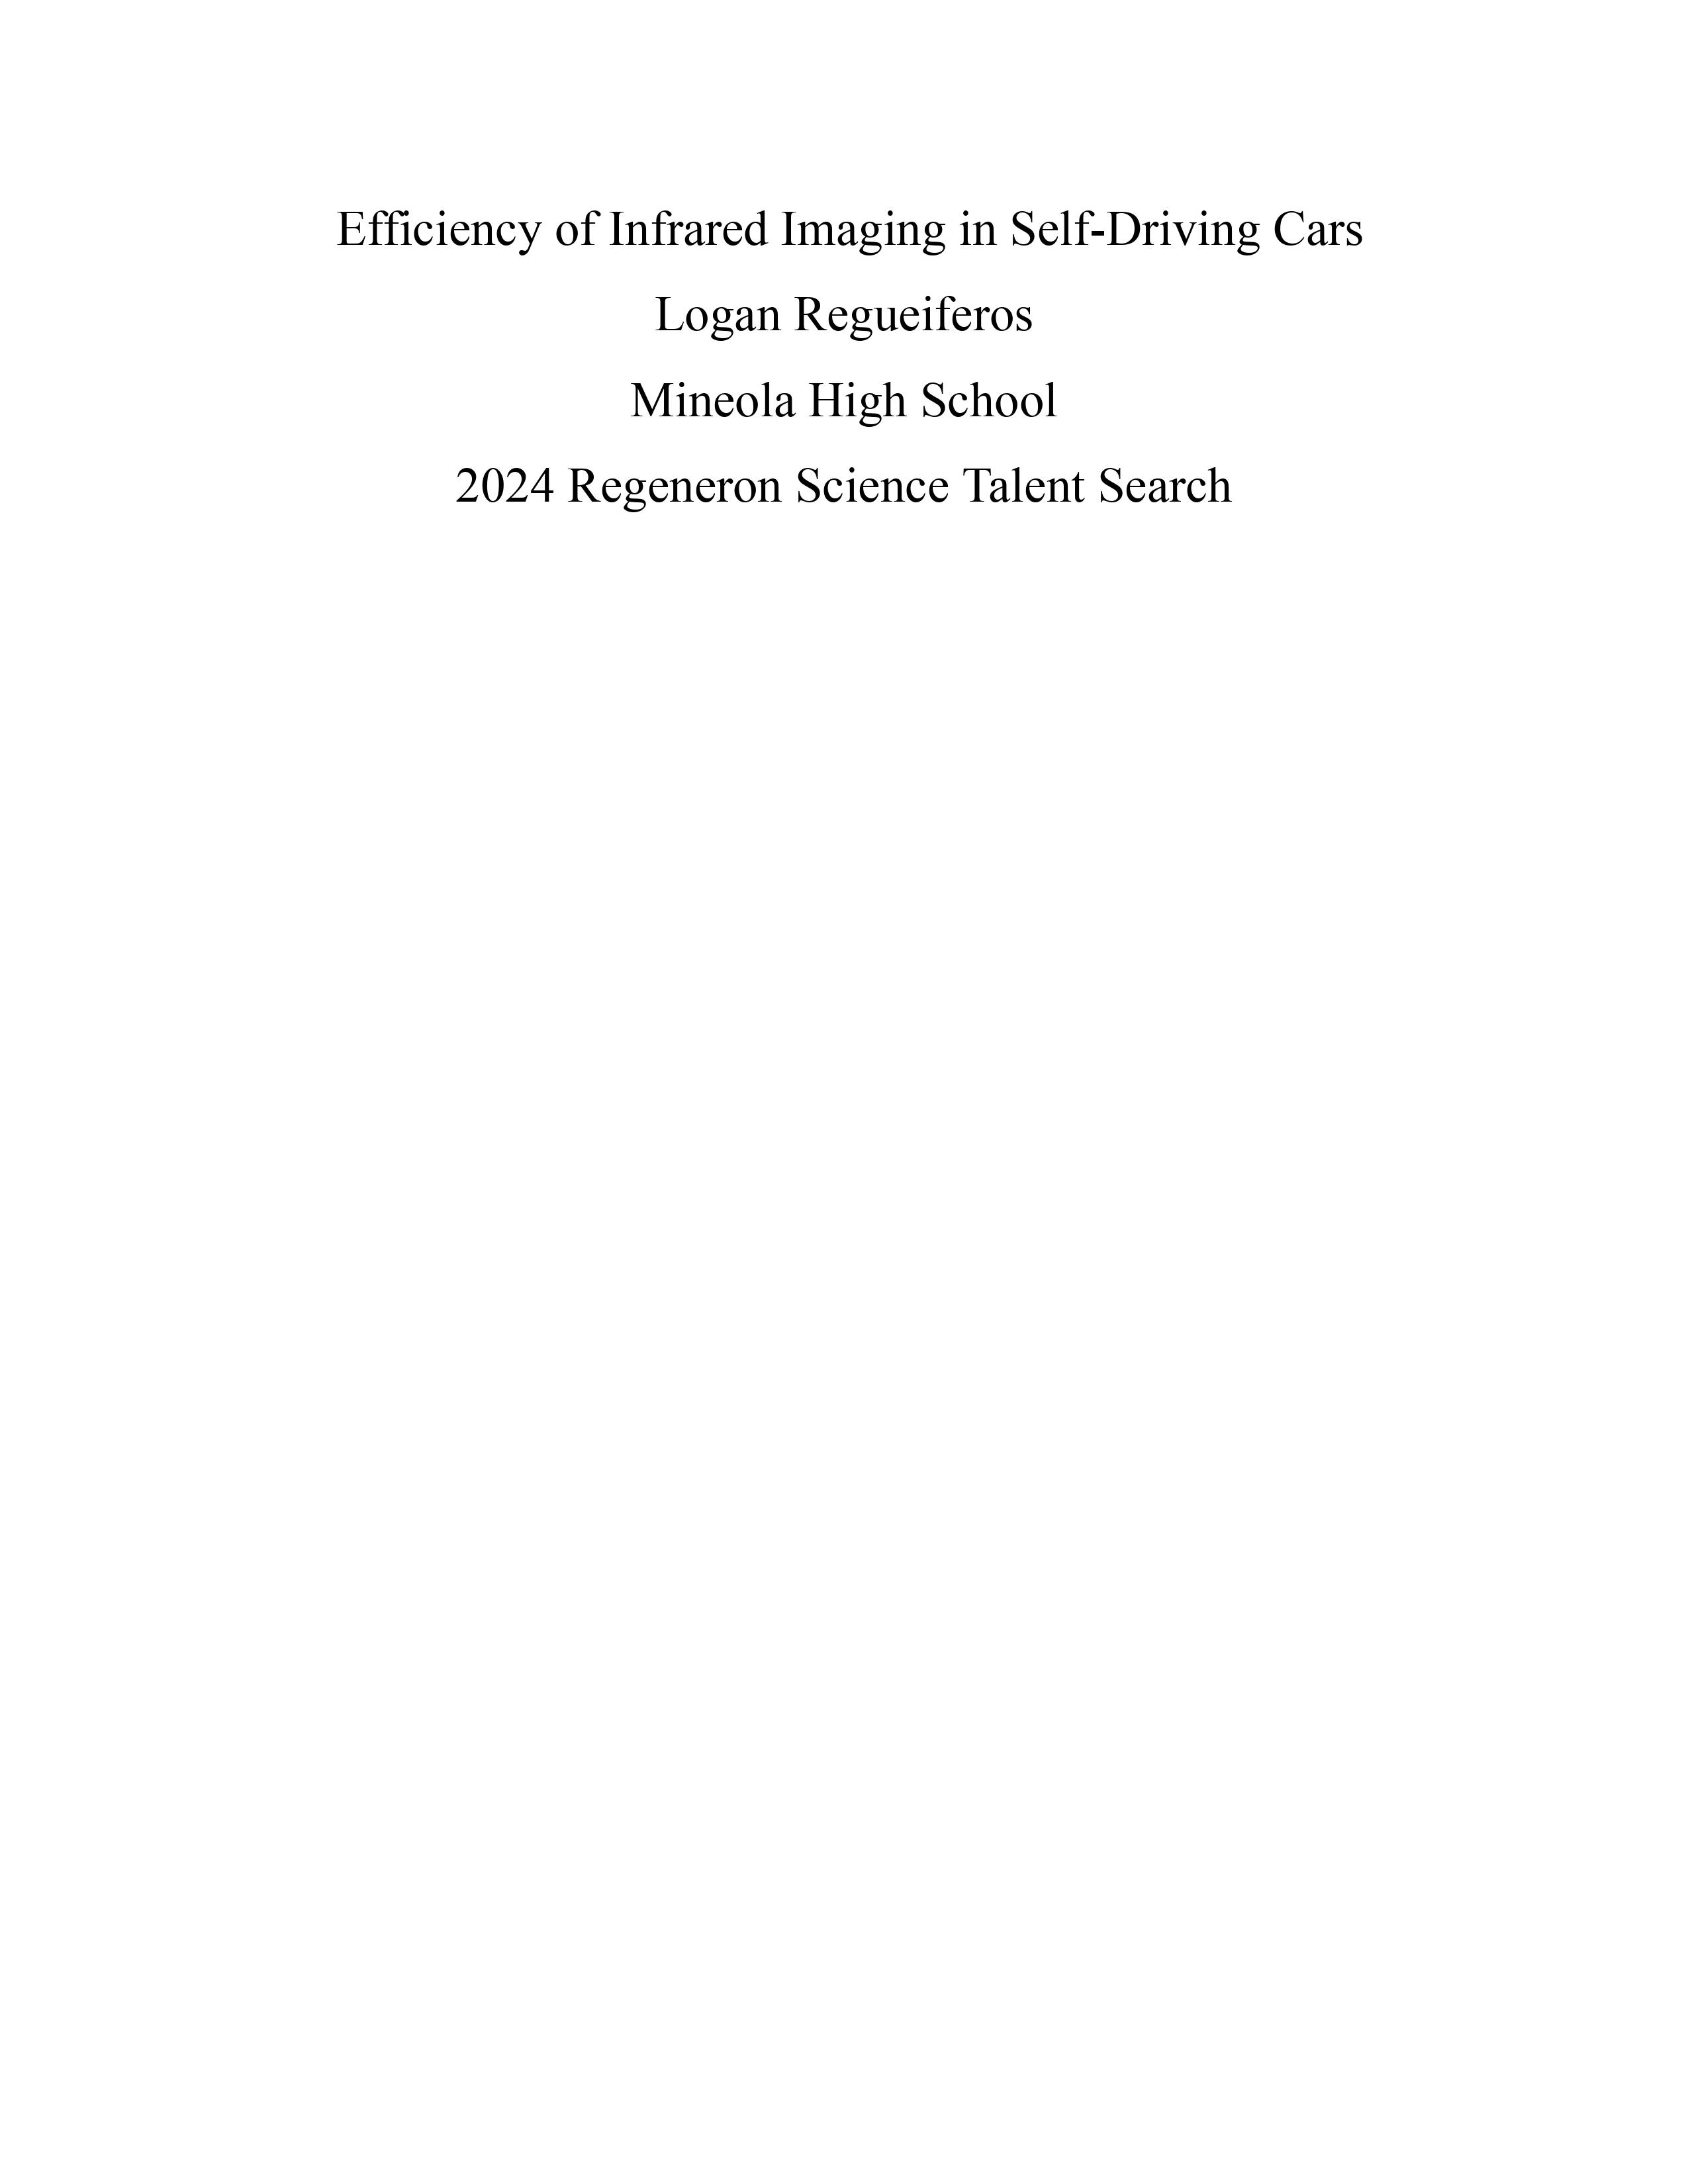 Efficiency of Infrared Imaging in Self-Driving Cars
Logan Regueiferos
Mineola High School
2024 Regeneron Science Talent Search